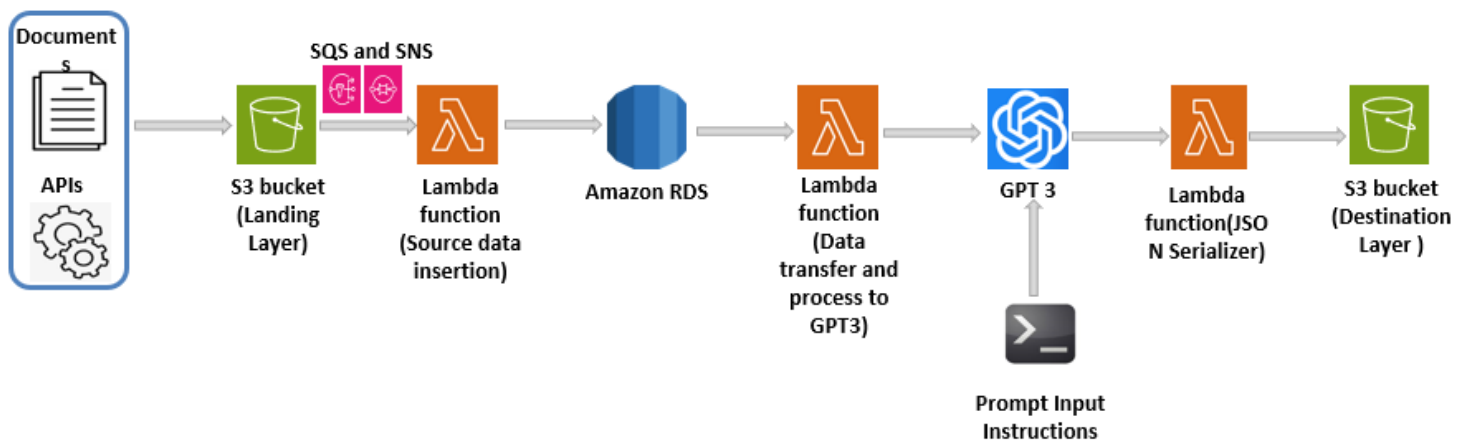 Document
s
APIs
SQS and SNS
S3 bucket
(Landing
Layer)
Lambda
function
(Source data
insertion)
Amazon RDS
Lambda
function
(Data
transfer and
process to
GPT3)
GPT 3
Prompt Input
Instructions
Lambda
function(JSO
N Serializer)
S3 bucket
(Destination
Layer )